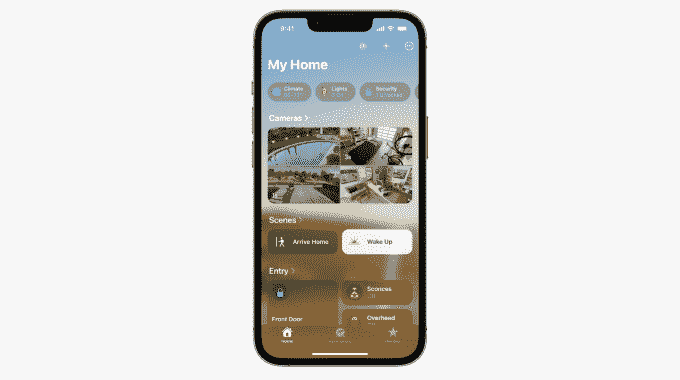 9:41
My Home
Climate
Lights
Security
Cameras >
Scenes >
Arrive Home
Wake Up
Entry >
Sconces
Front Door
Overhead
Home